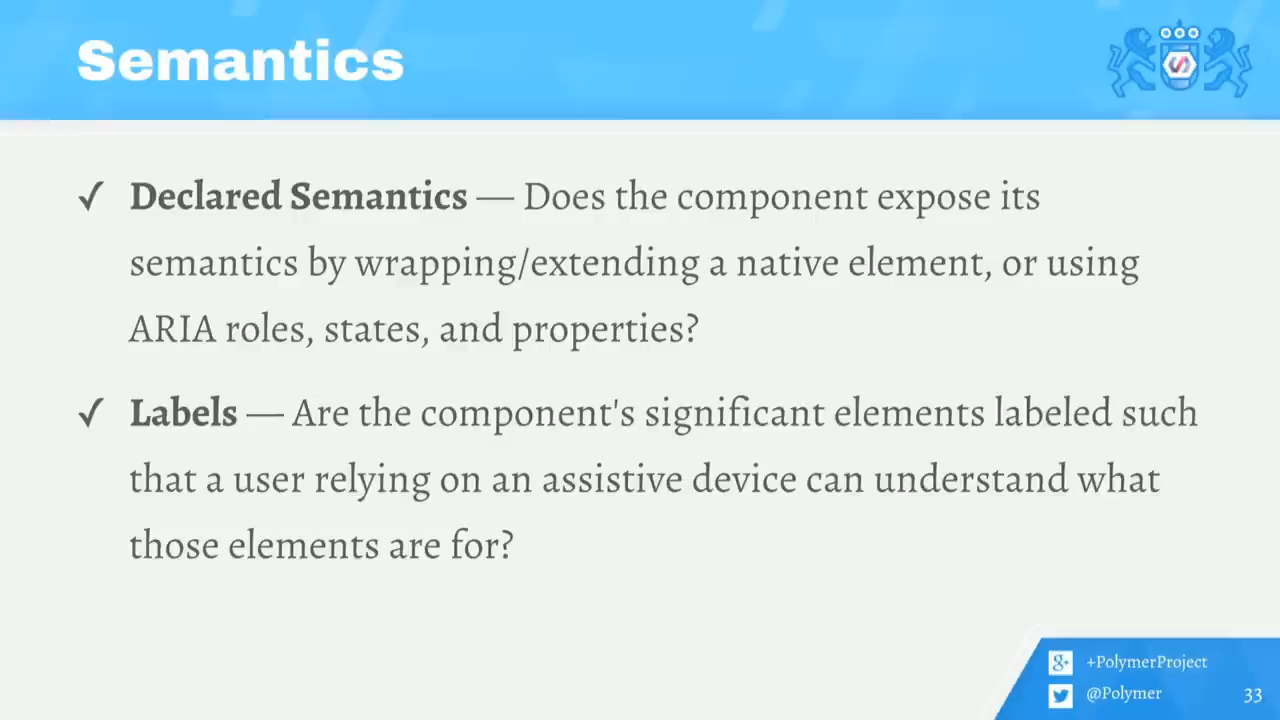 Semantics
✓ Declared Semantics — Does the component expose its
semantics by wrapping/extending a native element, or using
ARIA roles, states, and properties?
✓ Labels — Are the component's significant elements labeled such
that a user relying on an assistive device can understand what
those elements are for?
g+ +PolymerProject
@Polymer
33